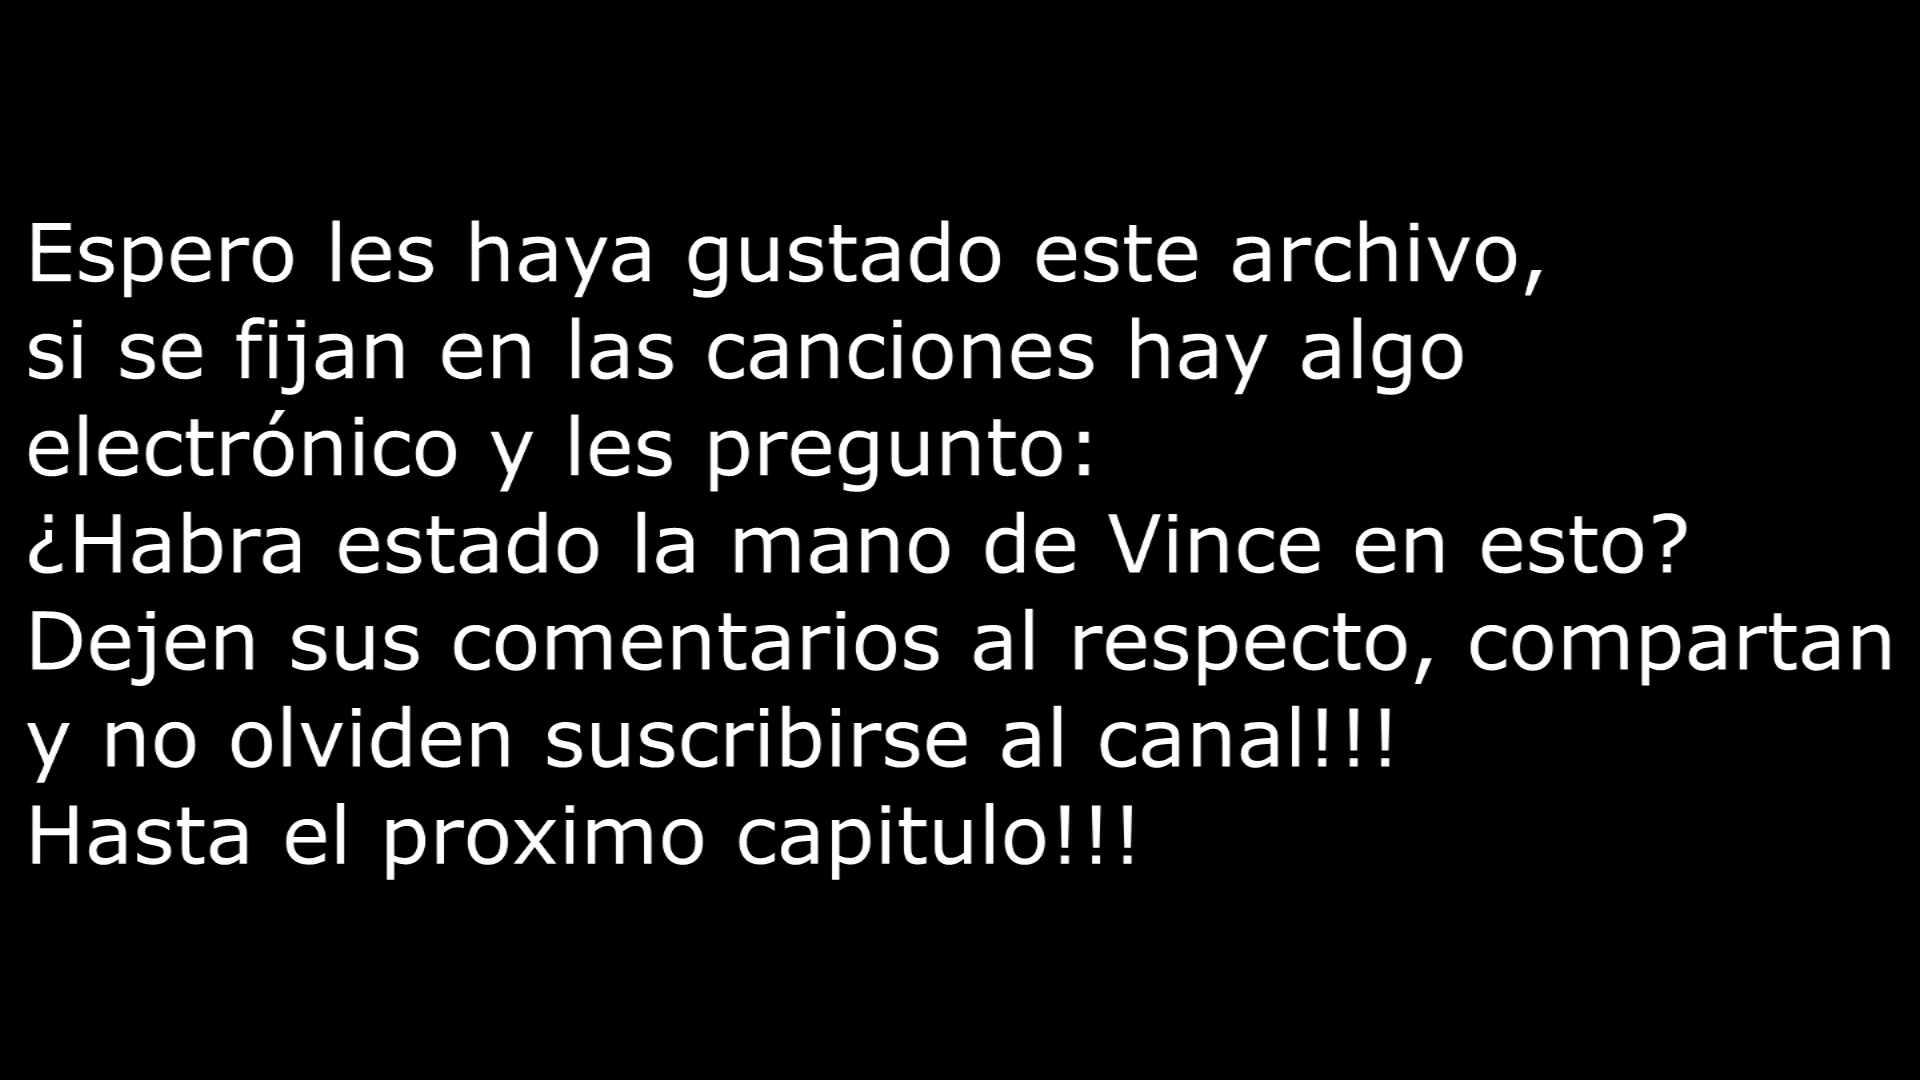 Espero les haya gustado este archivo,
si se fijan en las canciones hay algo
electrónico y les pregunto:
¿Habra estado la mano de Vince en esto?
Dejen sus comentarios al respecto, compartan
y no olviden suscribirse al canal!!!
Hasta el proximo capitulo!!!